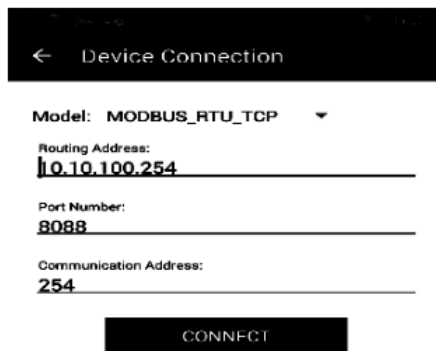 ← Device Connection
Model: MODBUS_RTU_TCP
Routing Address:
10.10.100.254
Port Number:
8088
Communication Address:
254
CONNECT